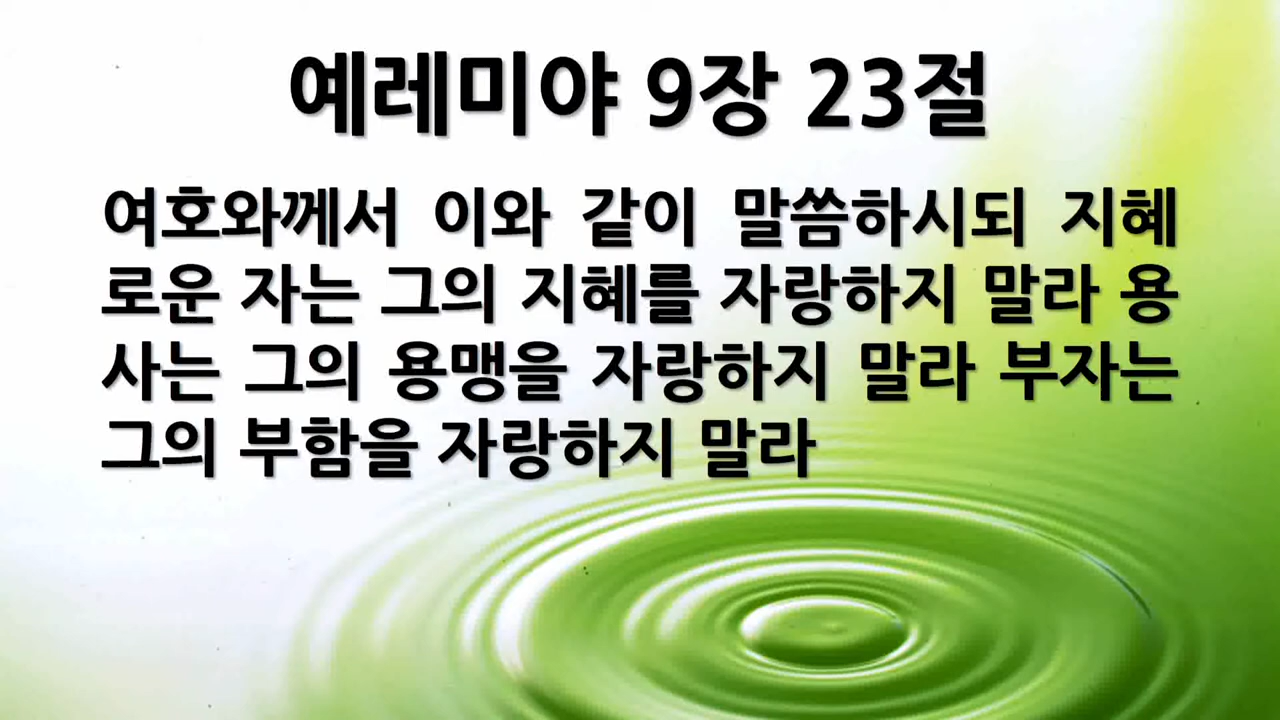 예레미야 9장 23절
여호와께서 이와 같이 말씀하시되 지혜
로운 자는 그의 지혜를 자랑하지 말라 용
사는 그의 용맹을 자랑하지 말라 부자는
그의 부함을 자랑하지 말라